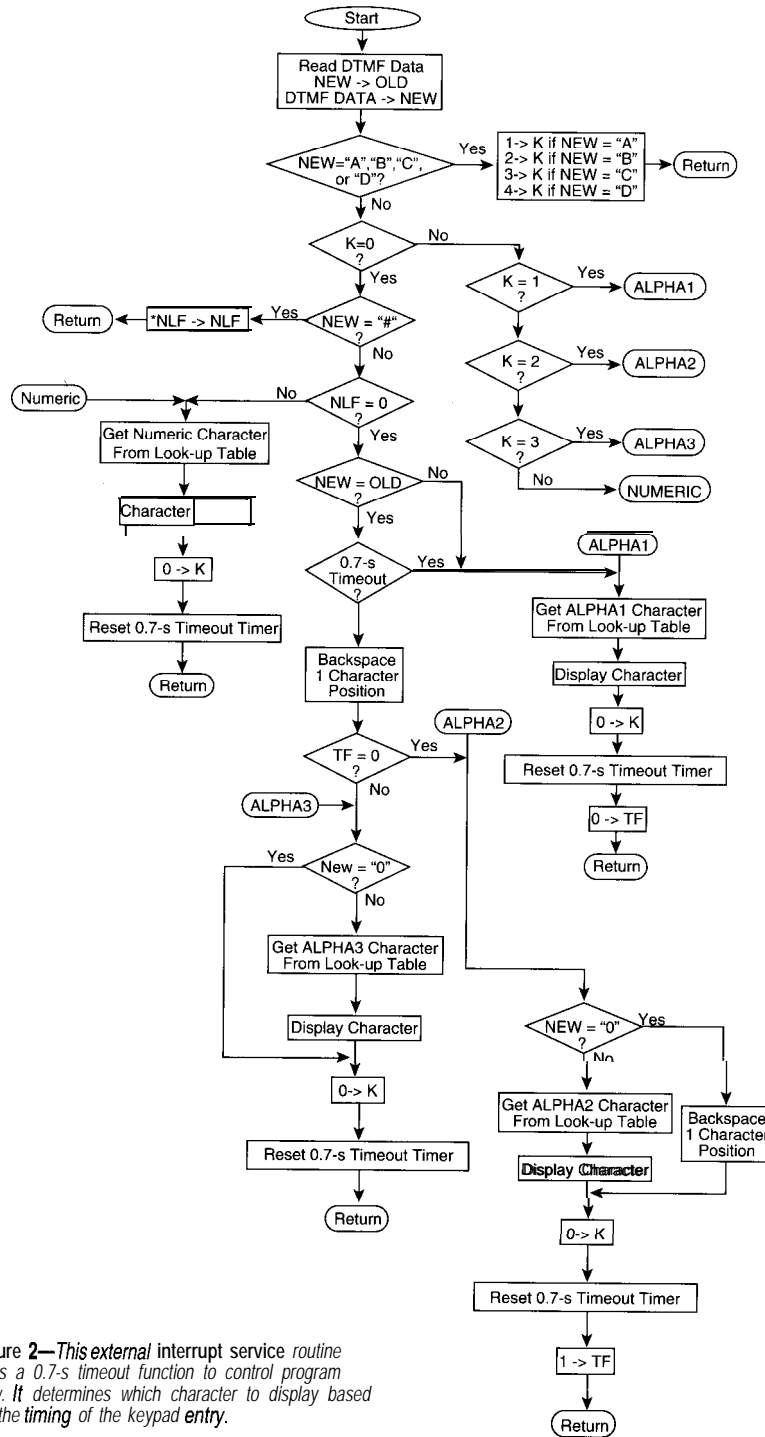 Start
Read DTMF Data
NEW -> OLD
DTMF DATA -> NEW
NEW="A","B","C",
or "D"?
Yes
1-> K if NEW = "A"
2-> K if NEW = "B"
3-> K if NEW = "C"
4-> K if NEW = "D"
Return
No
K=0
?
No
Yes
K = 1
?
Yes
ALPHA1
Return
*NLF -> NLF
Yes
NEW = "#"
?
No
K = 2
?
Yes
ALPHA2
Numeric
No
NLF = 0
?
Yes
K = 3
?
Yes
ALPHA3
No
NUMERIC
Get Numeric Character
From Look-up Table
Character
0 -> K
Reset 0.7-s Timeout Timer
Return
NEW = OLD
?
No
Yes
0.7-s
Timeout
?
Yes
ALPHA1
Get ALPHA1 Character
From Look-up Table
Display Character
0 -> K
Reset 0.7-s Timeout Timer
0 -> TF
Return
Backspace
1 Character
Position
TF = 0
?
Yes
ALPHA2
No
ALPHA3
Yes
New = "0"
?
No
Get ALPHA3 Character
From Look-up Table
Display Character
0-> K
Reset 0.7-s Timeout Timer
Return
NEW = "0"
?
Yes
No
Get ALPHA2 Character
From Look-up Table
Display Character
Backspace
1 Character
Position
0-> K
Reset 0.7-s Timeout Timer
1 -> TF
Return
ure 2—This external interrupt service routine
s a 0.7-s timeout function to control program
. It determines which character to display based
the timing of the keypad entry.